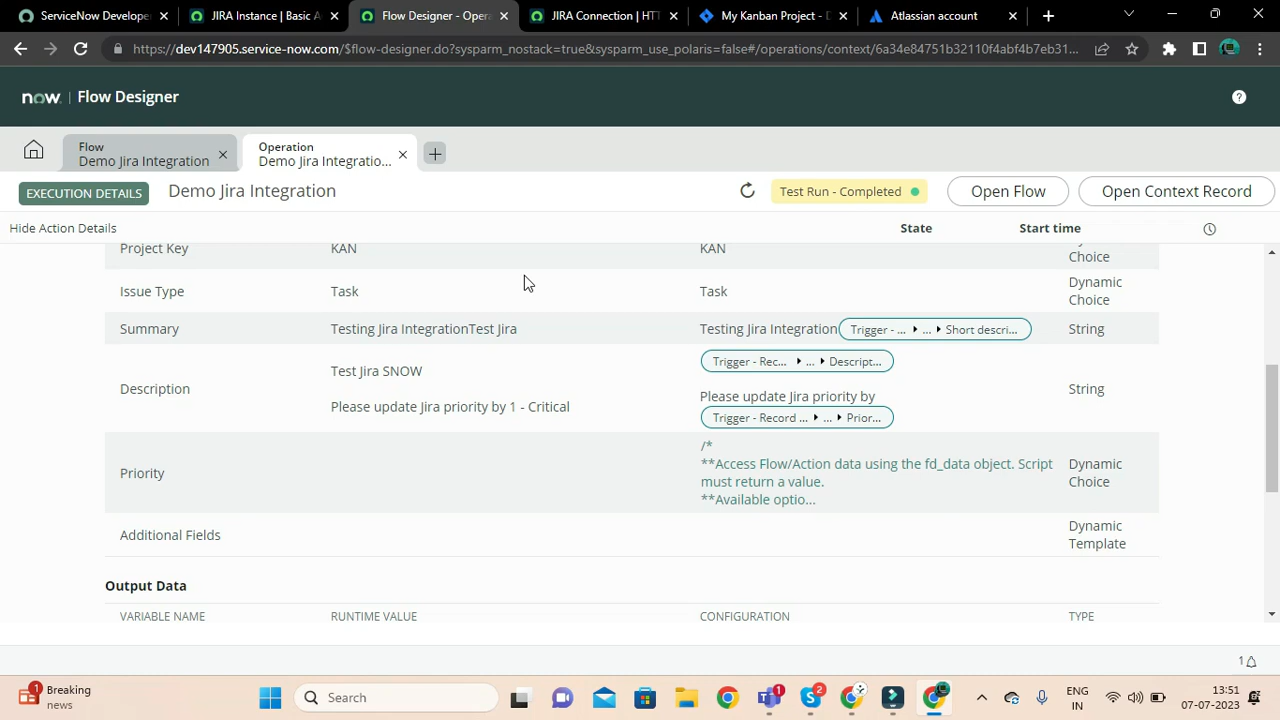 ServiceNow Develope
JIRA Instance | Basic A
Flow Designer - Opera
JIRA Connection | HTT
My Kanban Project - D
Atlassian account
https://dev147905.service-now.com/$flow-designer.do?sysparm_nostack=true&sysparm_use_polaris=false#/operations/context/6a34e84751b32110f4abf4b7eb31...
now. | Flow Designer
Flow
Demo Jira Integration
Operation
Demo Jira Integratio...
EXECUTION DETAILS
Demo Jira Integration
Test Run - Completed
Open Flow
Open Context Record
Hide Action Details
State
Start time
Project Key
KAN
KAN
Choice
Issue Type
Task
Task
Dynamic
Choice
Summary
Testing Jira IntegrationTest Jira
Testing Jira Integration
Trigger - ... ... Short descri...
String
Description
Test Jira SNOW
Please update Jira priority by 1 - Critical
Trigger - Rec... ... Descript...
Please update Jira priority by
Trigger - Record ... ... Prior...
String
Priority
/*
**Access Flow/Action data using the fd_data object. Script
must return a value.
**Available optio...
Dynamic
Choice
Additional Fields
Dynamic
Template
Output Data
VARIABLE NAME
RUNTIME VALUE
CONFIGURATION
TYPE
1
1
Breaking
news
Search
1
2
ENG
IN
13:51
07-07-2023